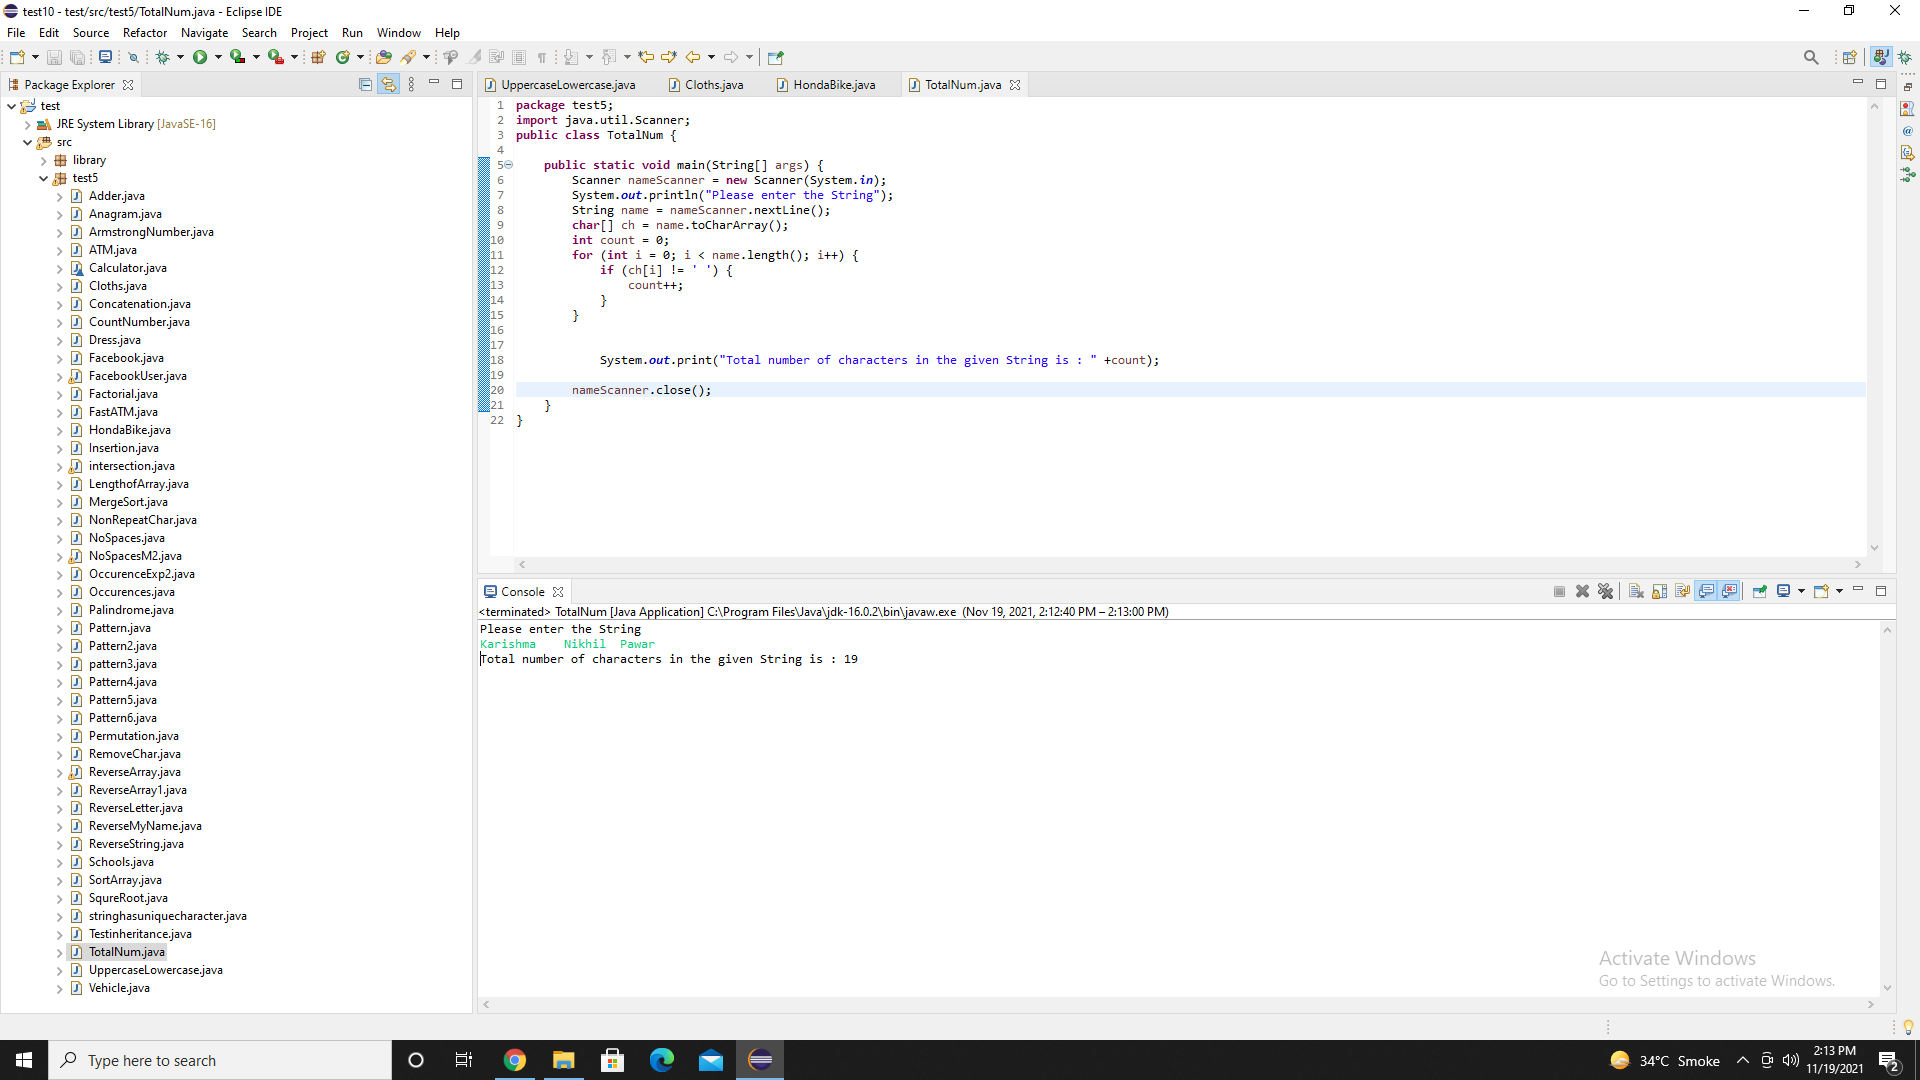 test10 - test/src/test5/TotalNum.java - Eclipse IDE
File Edit Source Refactor Navigate Search Project Run Window Help
Package Explorer
test
JRE System Library [JavaSE-16]
src
library
test5
Adder.java
Anagram.java
ArmstrongNumber.java
ATM.java
Calculator.java
Cloths.java
Concatenation.java
CountNumber.java
Dress.java
Facebook.java
FacebookUser.java
Factorial.java
FastATM.java
HondaBike.java
Insertion.java
intersection.java
LengthofArray.java
MergeSort.java
NonRepeatChar.java
NoSpaces.java
NoSpacesM2.java
OccurenceExp2.java
Occurences.java
Palindrome.java
Pattern.java
Pattern2.java
pattern3.java
Pattern4.java
Pattern5.java
Pattern6.java
Permutation.java
RemoveChar.java
ReverseArray.java
ReverseArray1.java
ReverseLetter.java
ReverseMyName.java
ReverseString.java
Schools.java
SortArray.java
SqureRoot.java
stringhasuniquecharacter.java
Testinheritance.java
TotalNum.java
UppercaseLowercase.java
Vehicle.java
UppercaseLowercase.java Cloths.java HondaBike.java TotalNum.java
1 package test5;
2 import java.util.Scanner;
3 public class TotalNum {
4
5 public static void main(String[] args) {
6 Scanner nameScanner = new Scanner(System.in);
7 System.out.println("Please enter the String");
8 String name = nameScanner.nextLine();
9 char[] ch = name.toCharArray();
10 int count = 0;
11 for (int i = 0; i < name.length(); i++) {
12 if (ch[i] != ' ') {
13 count++;
14 }
15 }
16
17
18 System.out.print("Total number of characters in the given String is : " +count);
19
20 nameScanner.close();
21 }
22 }
Console
<terminated> TotalNum [Java Application] C:\Program Files\Java\jdk-16.0.2\bin\javaw.exe (Nov 19, 2021, 2:12:40 PM – 2:13:00 PM)
Please enter the String
Karishma    Nikhil  Pawar
Total number of characters in the given String is : 19
Activate Windows
Go to Settings to activate Windows.
Type here to search
34°C Smoke
2:13 PM
11/19/2021
2